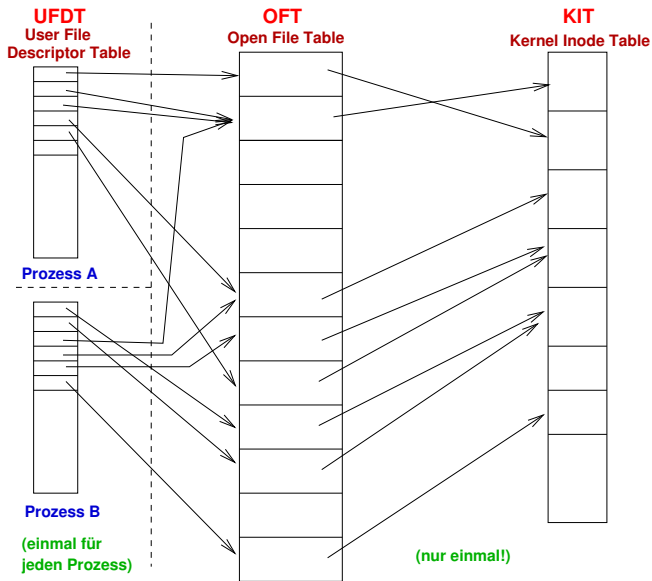 UFDT
User File
Descriptor Table
OFT
Open File Table
KIT
Kernel Inode Table
Prozess A
Prozess B
(einmal für
jeden Prozess)
(nur einmal!)